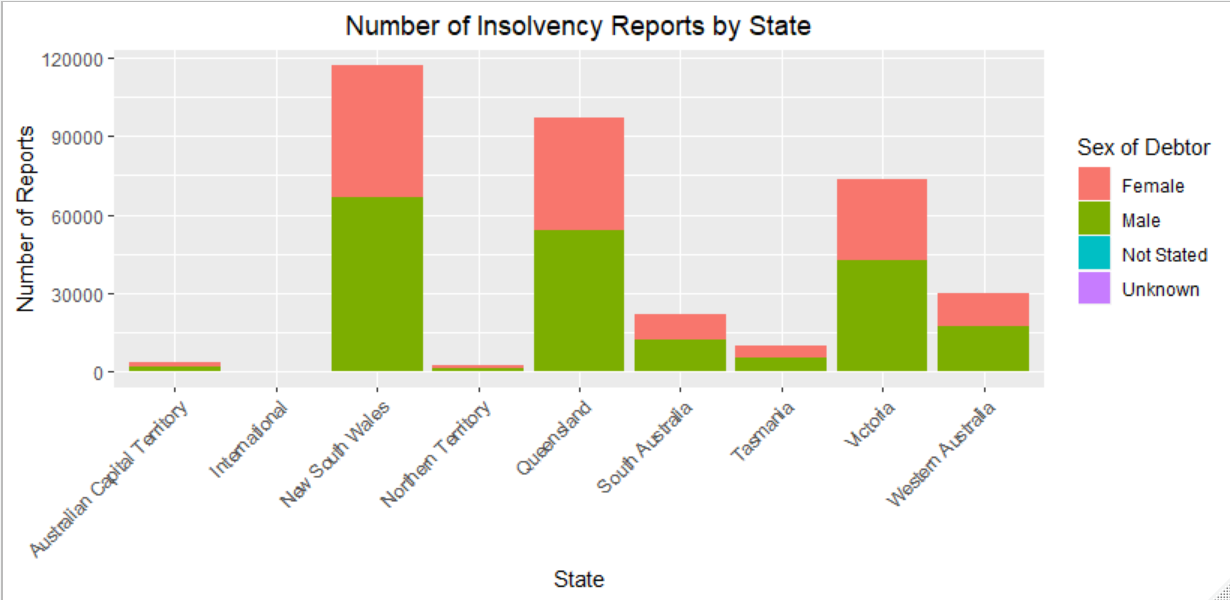 Number of Insolvency Reports by State
Number of Reports
120000
90000
60000
30000
0
Australian Capital Territory
International
New South Wales
Northern Territory
Queensland
South Australia
Tasmania
Victoria
Western Australia
State
Sex of Debtor
Female
Male
Not Stated
Unknown